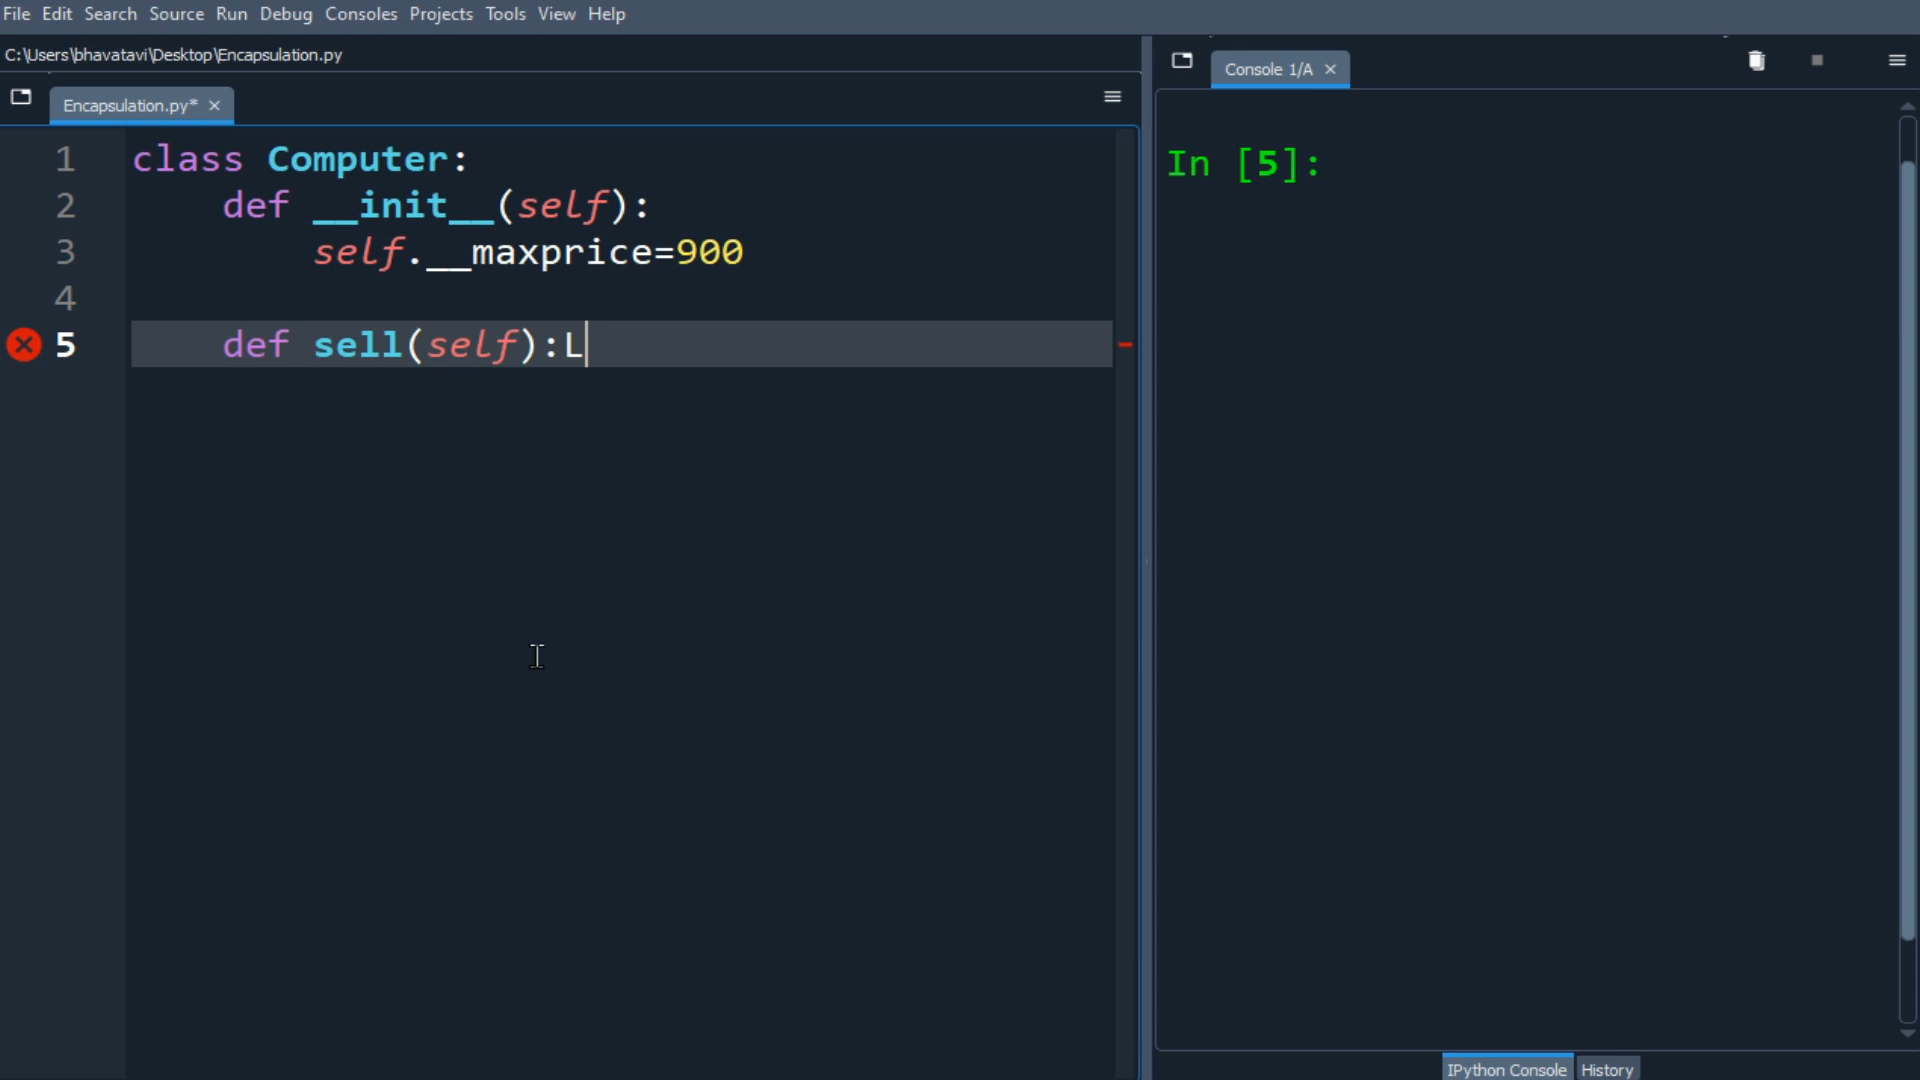 File Edit Search Source Run Debug Consoles Projects Tools View Help
C:\Users\bhavatavi\Desktop\Encapsulation.py
Encapsulation.py*
1 class Computer:
2     def __init__(self):
3         self.__maxprice=900
4
5     def sell(self):L
Console 1/A
In [5]:
IPython Console History